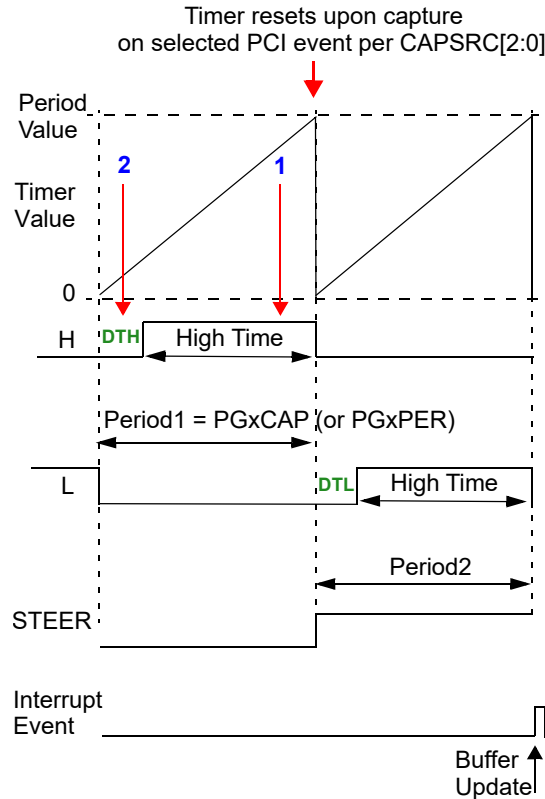 Timer resets upon capture
on selected PCI event per CAPSRC[2:0]
Period
Value
2
1
Timer
Value
0
H
DTH
High Time
Period1 = PGxCAP (or PGxPER)
L
DTL
High Time
Period2
STEER
Interrupt
Event
Buffer
Update